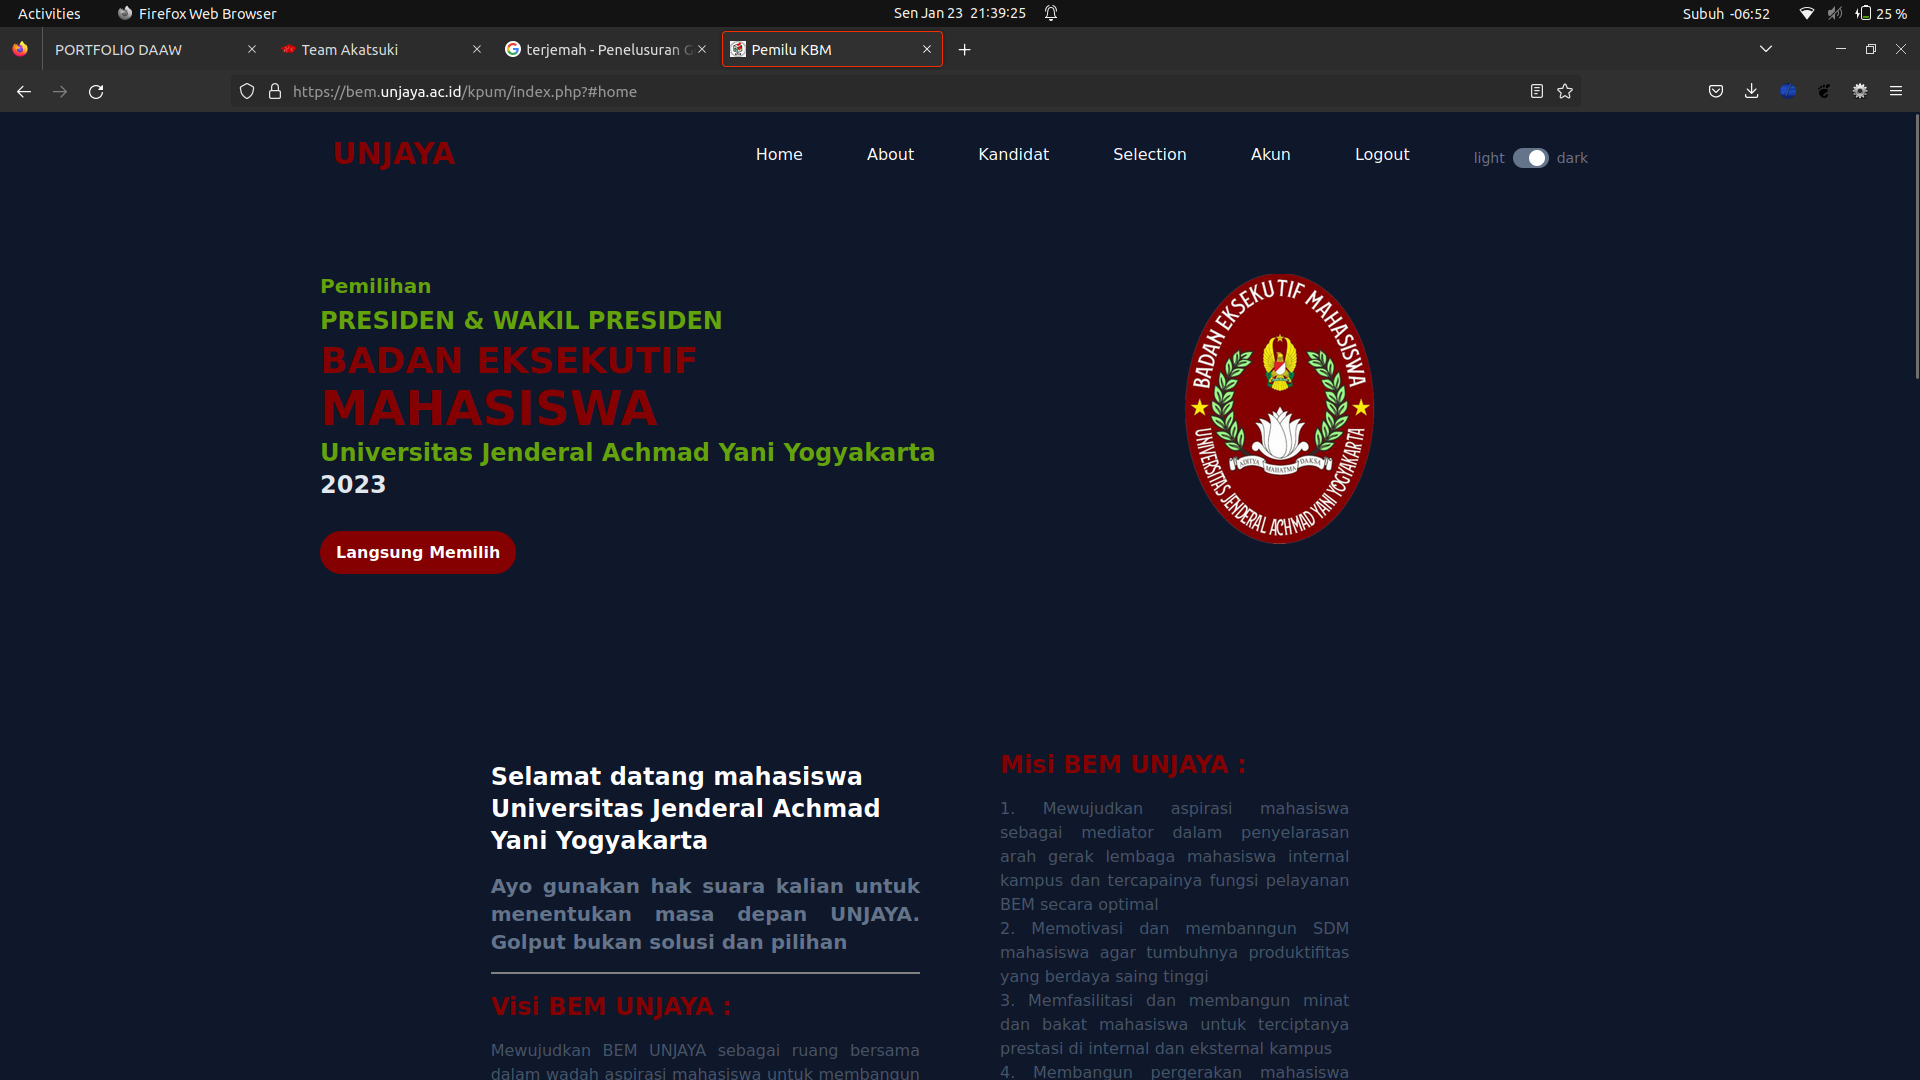 Activities
Firefox Web Browser
Sen Jan 23 21:39:25
Subuh -06:52
25 %
PORTFOLIO DAAW
Team Akatsuki
terjemah - Penelusuran
Pemilu KBM
https://bem.unjaya.ac.id/kpum/index.php?#home
UNJAYA
Home
About
Kandidat
Selection
Akun
Logout
light
dark
Pemilihan
PRESIDEN & WAKIL PRESIDEN
BADAN EKSEKUTIF
MAHASISWA
Universitas Jenderal Achmad Yani Yogyakarta
2023
Langsung Memilih
BADAN EKSEKUTIF MAHASISWA
ADITYA MAHATMA DAKSA
UNIVERSITAS JENDERAL ACHMAD YANI YOGYAKARTA
Selamat datang mahasiswa
Universitas Jenderal Achmad
Yani Yogyakarta
Ayo gunakan hak suara kalian untuk
menentukan masa depan UNJAYA.
Golput bukan solusi dan pilihan
Visi BEM UNJAYA :
Mewujudkan BEM UNJAYA sebagai ruang bersama
dalam wadah aspirasi mahasiswa untuk membangun
Misi BEM UNJAYA :
1. Mewujudkan aspirasi mahasiswa
sebagai mediator dalam penyelarasan
arah gerak lembaga mahasiswa internal
kampus dan tercapainya fungsi pelayanan
BEM secara optimal
2. Memotivasi dan membanngun SDM
mahasiswa agar tumbuhnya produktifitas
yang berdaya saing tinggi
3. Memfasilitasi dan membangun minat
dan bakat mahasiswa untuk terciptanya
prestasi di internal dan eksternal kampus
4. Membangun pergerakan mahasiswa